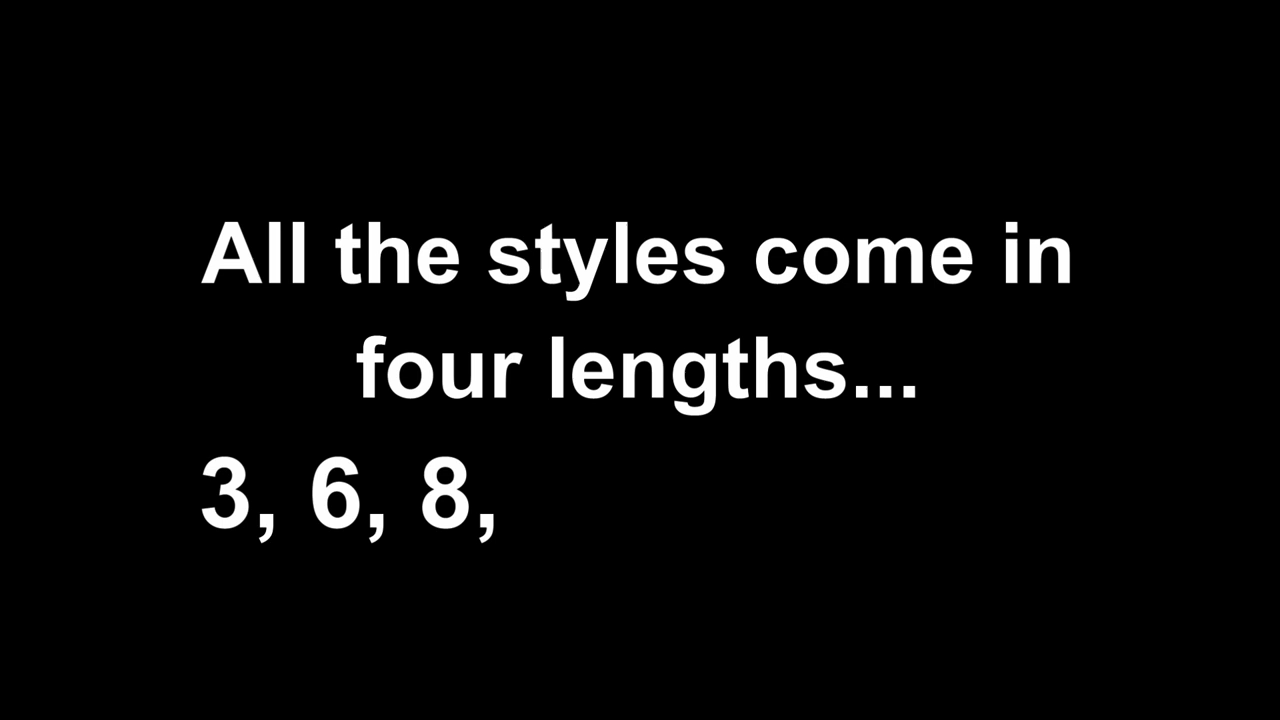 All the styles come in
four lengths...
3, 6, 8,